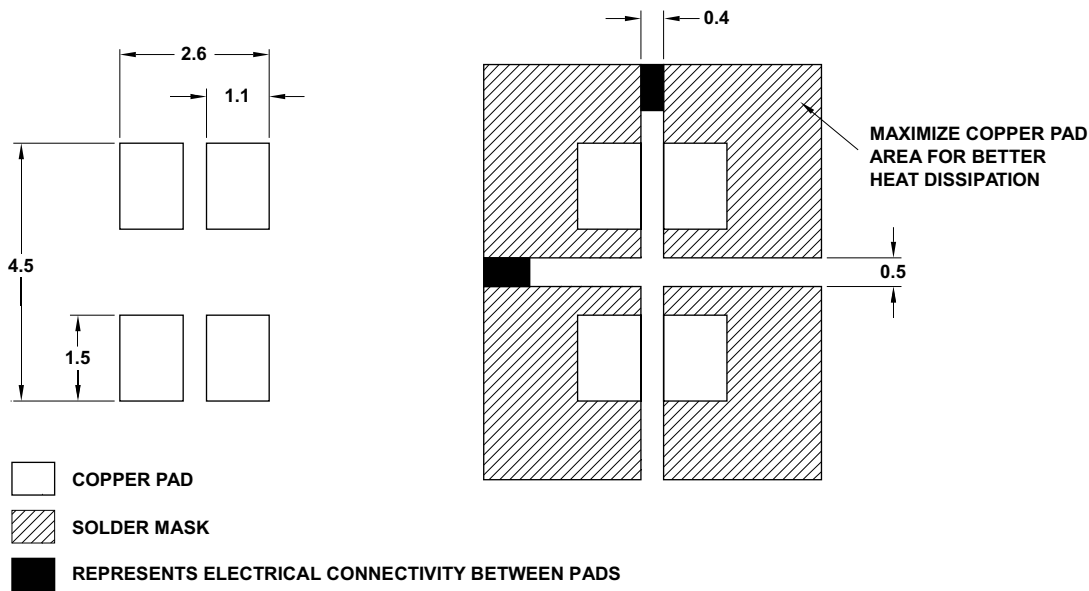 2.6
1.1
4.5
1.5
0.4
MAXIMIZE COPPER PAD
AREA FOR BETTER
HEAT DISSIPATION
0.5
COPPER PAD
SOLDER MASK
REPRESENTS ELECTRICAL CONNECTIVITY BETWEEN PADS